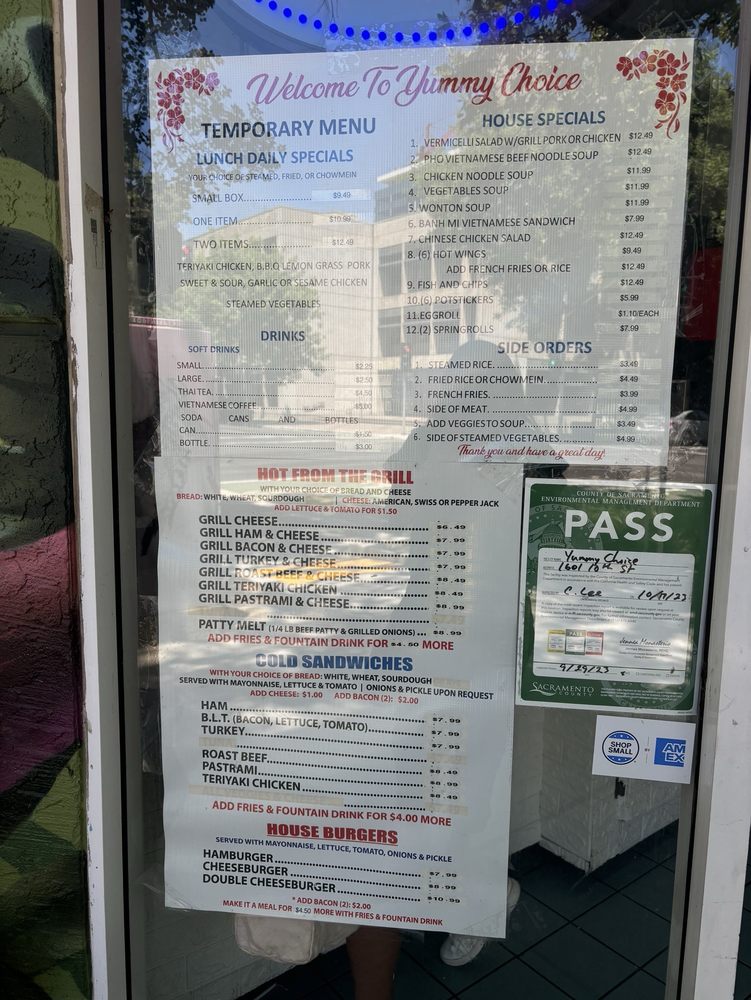 Welcome To Yummy Choice
TEMPORARY MENU
LUNCH DAILY SPECIALS
YOUR CHOICE OF STEAMED, FRIED, OR CHOWMEIN
SMALL BOX.................... $9.49
ONE ITEM.................... $10.99
TWO ITEMS.................... $12.49
TERIYAKI CHICKEN, B.B.Q LEMON GRASS PORK
SWEET & SOUR, GARLIC OR SESAME CHICKEN
STEAMED VEGETABLES
DRINKS
SOFT DRINKS
SMALL.................... $2.25
LARGE.................... $2.50
THAI TEA.................... $4.50
VIETNAMESE COFFEE $5.00
SODA CANS AND BOTTLES
CAN.................... $1.50
BOTTLE.................... $3.00
HOUSE SPECIALS
1. VERMICELLI SALAD W/GRILL PORK OR CHICKEN $12.49
2. PHO VIETNAMESE BEEF NOODLE SOUP $12.49
3. CHICKEN NOODLE SOUP $11.99
4. VEGETABLES SOUP $11.99
5. WONTON SOUP $11.99
6. BANH MI VIETNAMESE SANDWICH $7.99
7. CHINESE CHICKEN SALAD $12.49
8. (6) HOT WINGS $9.49
ADD FRENCH FRIES OR RICE $12.49
9. FISH AND CHIPS $12.49
10.(6) POTSTICKERS $5.99
11.EGGROLL $1.10/EACH
12.(2) SPRINGROLLS $7.99
SIDE ORDERS
1. STEAMED RICE.................... $3.49
2. FRIED RICE OR CHOWMEIN.................... $4.49
3. FRENCH FRIES.................... $3.99
4. SIDE OF MEAT.................... $4.99
5. ADD VEGGIES TO SOUP.................... $3.49
6. SIDE OF STEAMED VEGETABLES.................... $4.99
Thank you and have a great day!
HOT FROM THE GRILL
WITH YOUR CHOICE OF BREAD AND CHEESE
BREAD: WHITE, WHEAT, SOURDOUGH | CHEESE: AMERICAN, SWISS OR PEPPER JACK
ADD LETTUCE & TOMATO FOR $1.50
GRILL CHEESE.................... $6.49
GRILL HAM & CHEESE.................... $7.99
GRILL BACON & CHEESE.................... $7.99
GRILL TURKEY & CHEESE.................... $7.99
GRILL ROAST BEEF & CHEESE.................... $8.49
GRILL TERIYAKI CHICKEN.................... $8.49
GRILL PASTRAMI & CHEESE.................... $8.99
PATTY MELT (1/4 LB BEEF PATTY & GRILLED ONIONS) ... $8.99
ADD FRIES & FOUNTAIN DRINK FOR $4.50 MORE
COLD SANDWICHES
WITH YOUR CHOICE OF BREAD: WHITE, WHEAT, SOURDOUGH
SERVED WITH MAYONNAISE, LETTUCE & TOMATO | ONIONS & PICKLE UPON REQUEST
ADD CHEESE: $1.00 ADD BACON (2): $2.00
HAM.................... $7.99
B.L.T. (BACON, LETTUCE, TOMATO).................... $7.99
TURKEY.................... $7.99
ROAST BEEF.................... $8.49
PASTRAMI.................... $8.49
TERIYAKI CHICKEN.................... $8.99
ADD FRIES & FOUNTAIN DRINK FOR $4.00 MORE
HOUSE BURGERS
SERVED WITH MAYONNAISE, LETTUCE, TOMATO, ONIONS & PICKLE
HAMBURGER.................... $7.99
CHEESEBURGER.................... $8.99
DOUBLE CHEESEBURGER.................... $10.99
* ADD BACON (2): $2.00
MAKE IT A MEAL FOR $4.50 MORE WITH FRIES & FOUNTAIN DRINK
COUNTY OF SACRAMENTO
ENVIRONMENTAL MANAGEMENT DEPARTMENT
PASS
Yummy Choise
1601 10th St
C. Lee
9/29/23
SACRAMENTO
COUNTY
SHOP
SMALL
BY
AM
EX